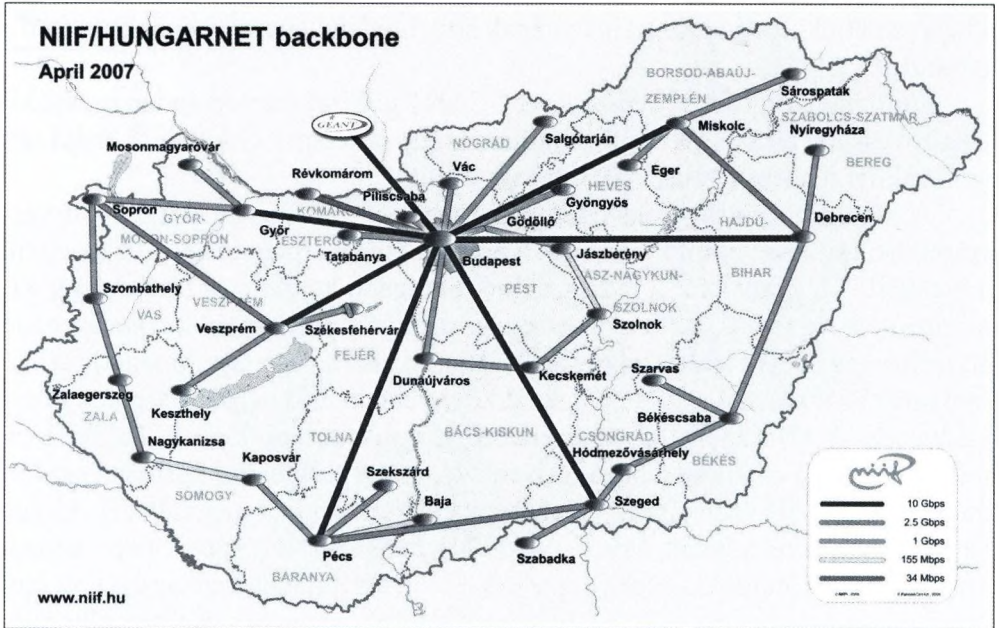 NIIF/HUNGARNET backbone
April 2007
GÉANT
BORSOD-ABAÚJ-
ZEMPLÉN
Sárospatak
Miskolc
SZABOLCS-SZATMÁR
Nyíregyháza
BEREG
Salgótarján
NÓGRÁD
Mosonmagyaróvár
Révkomárom
Vác
Eger
HEVES
Gyöngyös
Piliscsaba
Sopron
GYŐR-
MOSON-SOPRON
Győr
KOMÁROM
ESZTERGOM
Tatabánya
Gödöllő
Budapest
HAJDÚ-
Debrecen
Jászberény
JÁSZ-NAGYKUN-
BIHAR
PEST
SZOLNOK
Szolnok
Szombathely
VAS
VESZPRÉM
Veszprém
Székesfehérvár
FEJÉR
Dunaújváros
Kecskemét
Szarvas
Zalaegerszeg
ZALA
Keszthely
Békéscsaba
Nagykanizsa
TOLNA
BÁCS-KISKUN
CSONGRÁD
Hódmezővásárhely
BÉKÉS
Kaposvár
SOMOGY
Szekszárd
Baja
Szeged
Pécs
Szabadka
BARANYA
www.niif.hu
niif
10 Gbps
2.5 Gbps
1 Gbps
155 Mbps
34 Mbps